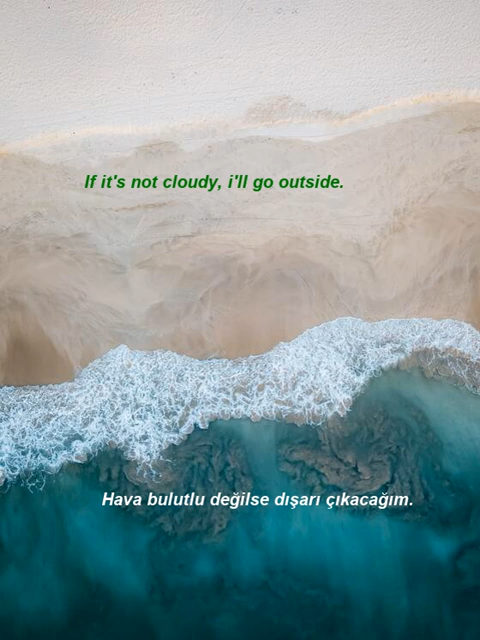 If it's not cloudy, i'll go outside.
Hava bulutlu değilse dışarı çıkacağım.